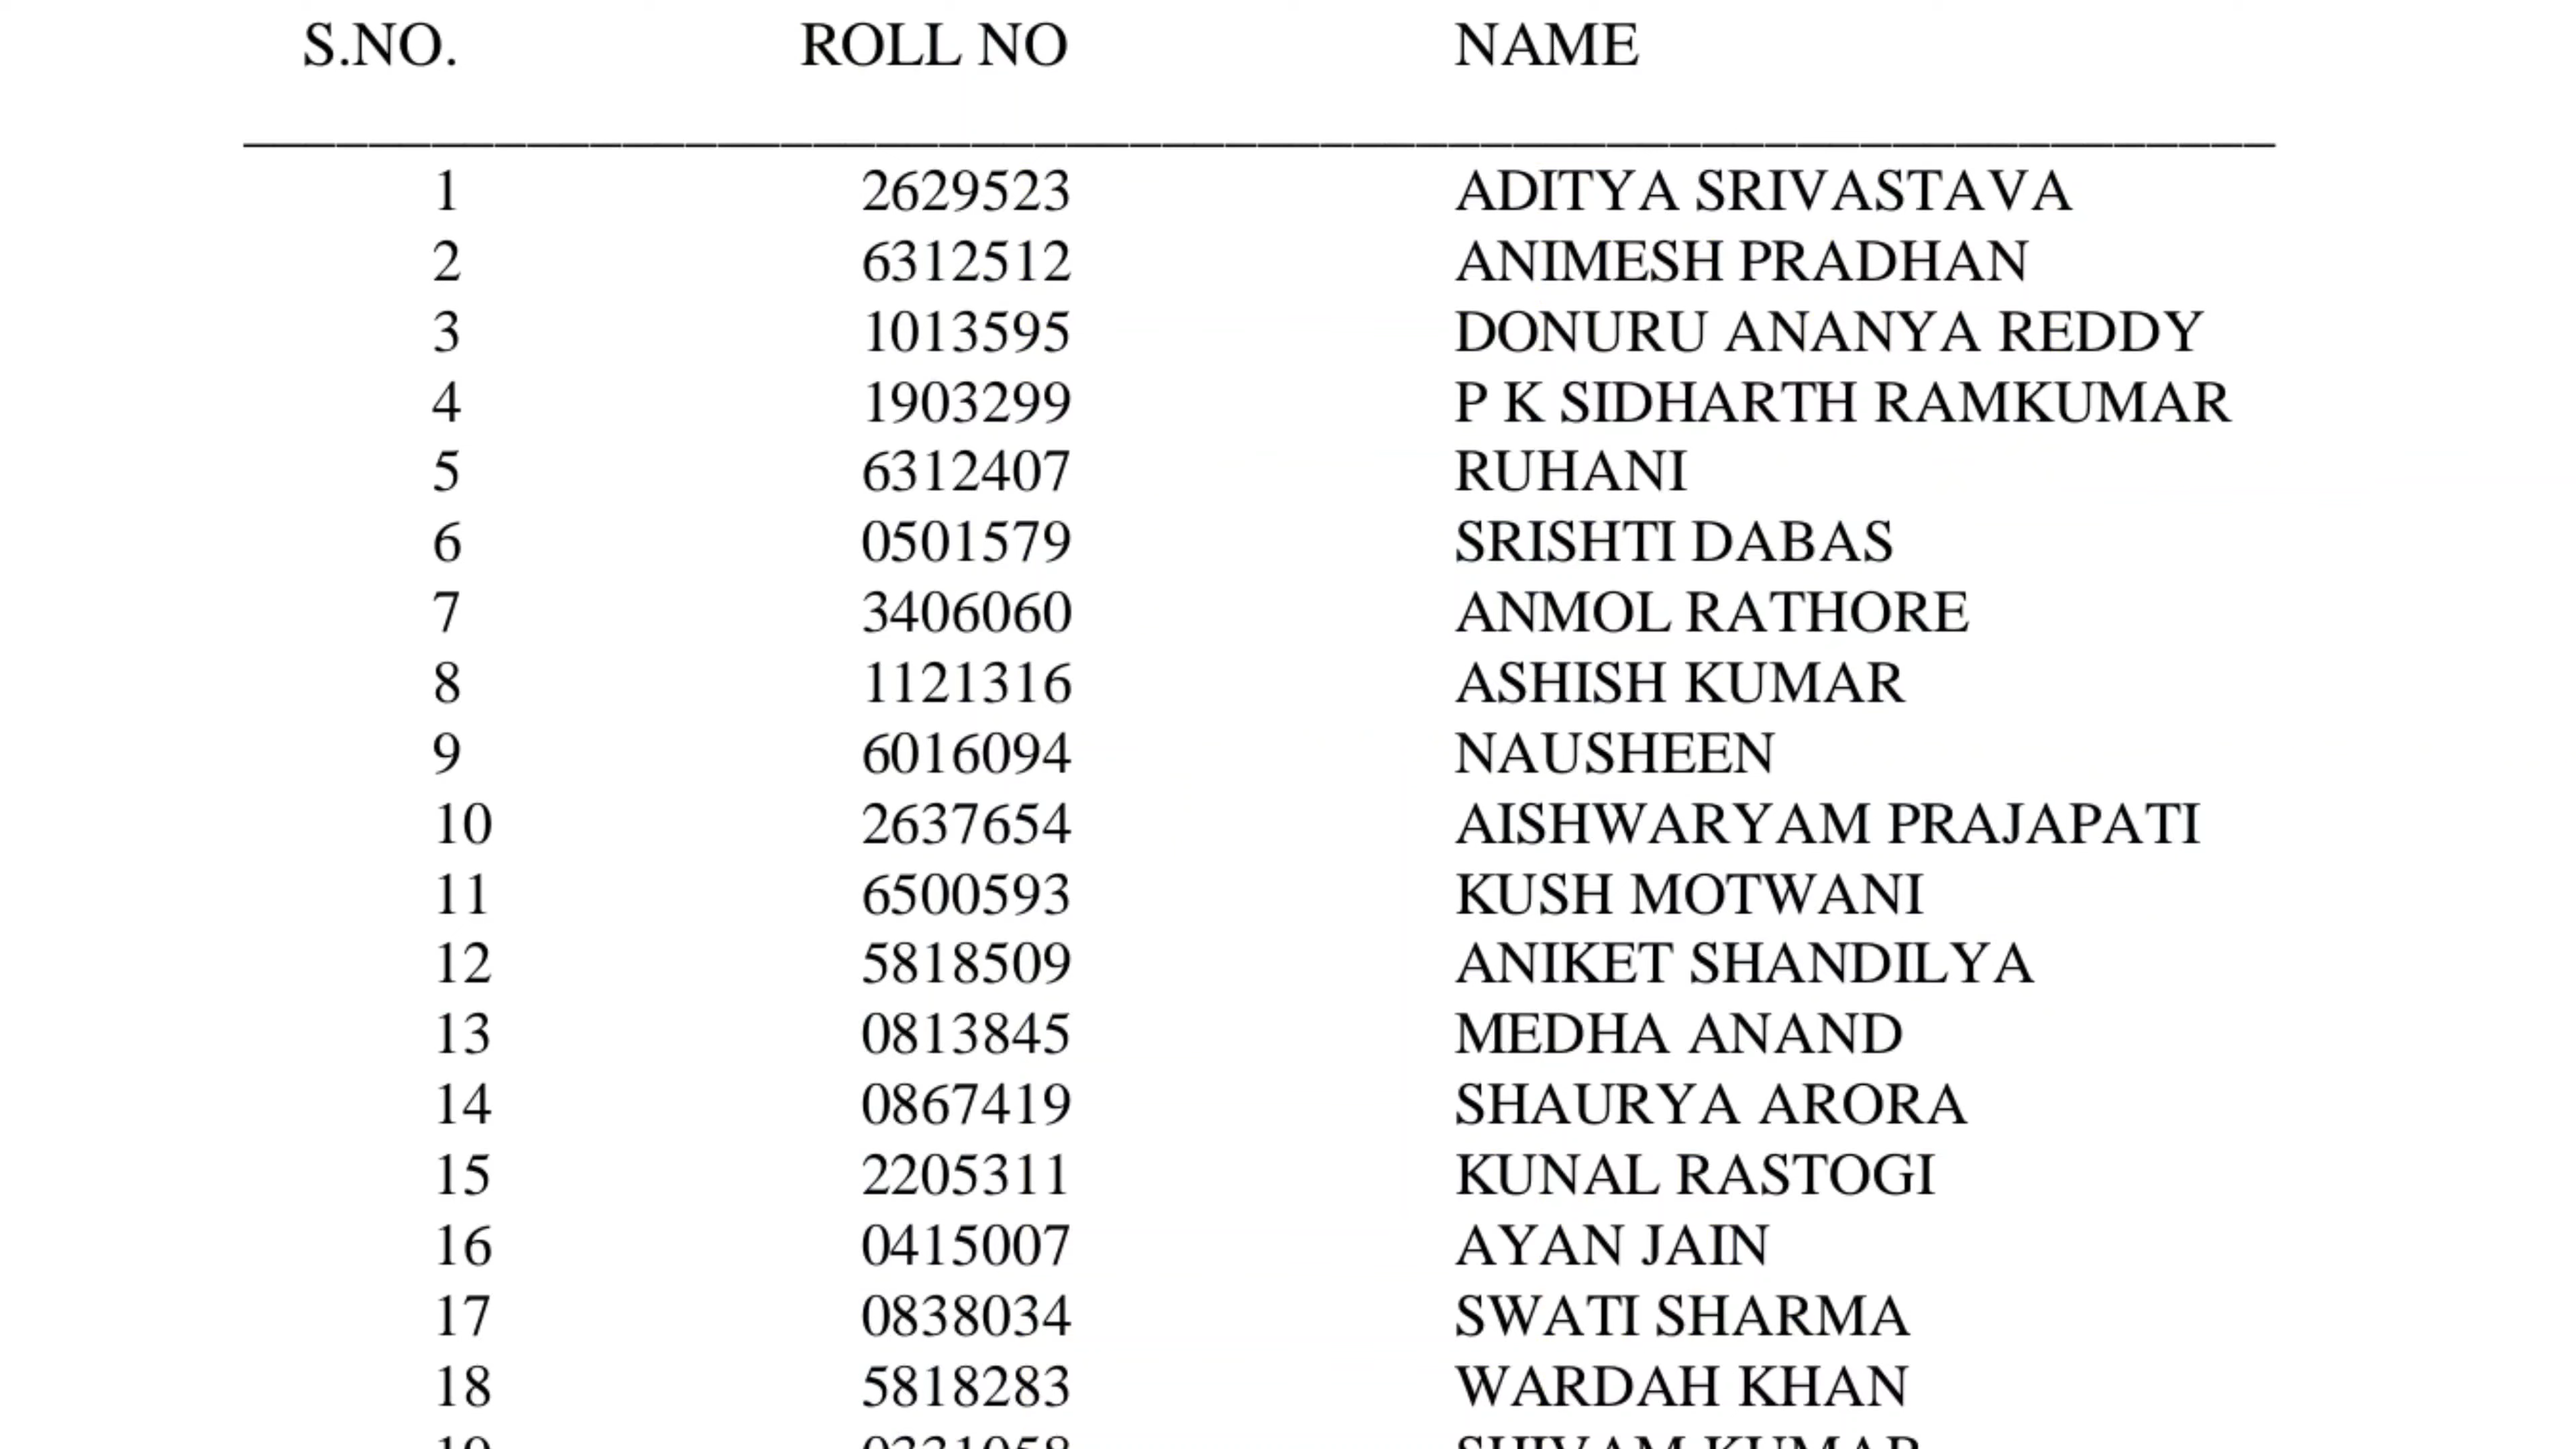 S.NO. ROLL NO NAME
1 2629523 ADITYA SRIVASTAVA
2 6312512 ANIMESH PRADHAN
3 1013595 DONURU ANANYA REDDY
4 1903299 P K SIDHARTH RAMKUMAR
5 6312407 RUHANI
6 0501579 SRISHTI DABAS
7 3406060 ANMOL RATHORE
8 1121316 ASHISH KUMAR
9 6016094 NAUSHEEN
10 2637654 AISHWARYAM PRAJAPATI
11 6500593 KUSH MOTWANI
12 5818509 ANIKET SHANDILYA
13 0813845 MEDHA ANAND
14 0867419 SHAURYA ARORA
15 2205311 KUNAL RASTOGI
16 0415007 AYAN JAIN
17 0838034 SWATI SHARMA
18 5818283 WARDAH KHAN
SHIVAM KUMAR